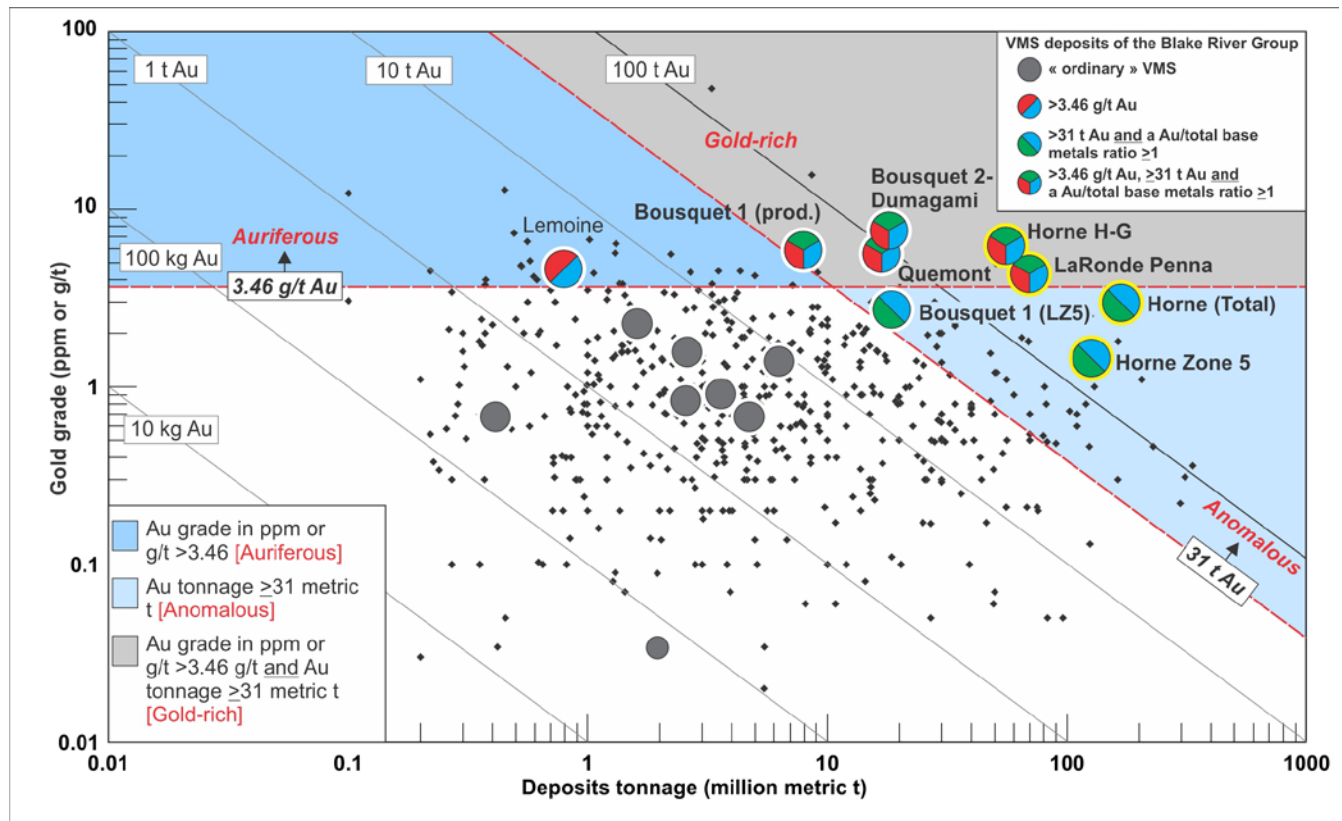 100
10
1
0.1
0.01
Gold grade (ppm or g/t)
0.01
0.1
1
10
100
1000
Deposits tonnage (million metric t)
1 t Au
10 t Au
100 t Au
100 kg Au
10 kg Au
Gold-rich
Auriferous
3.46 g/t Au
Anomalous
31 t Au
Lemoine
Bousquet 1 (prod.)
Bousquet 2-
Dumagami
Quemont
Bousquet 1 (LZ5)
Horne H-G
LaRonde Penna
Horne (Total)
Horne Zone 5
VMS deposits of the Blake River Group
« ordinary » VMS
>3.46 g/t Au
>31 t Au and a Au/total base
metals ratio ≥1
>3.46 g/t Au, ≥31 t Au and
a Au/total base metals ratio ≥1
Au grade in ppm or
g/t >3.46 [Auriferous]
Au tonnage ≥31 metric
t [Anomalous]
Au grade in ppm or
g/t >3.46 g/t and Au
tonnage ≥31 metric t
[Gold-rich]